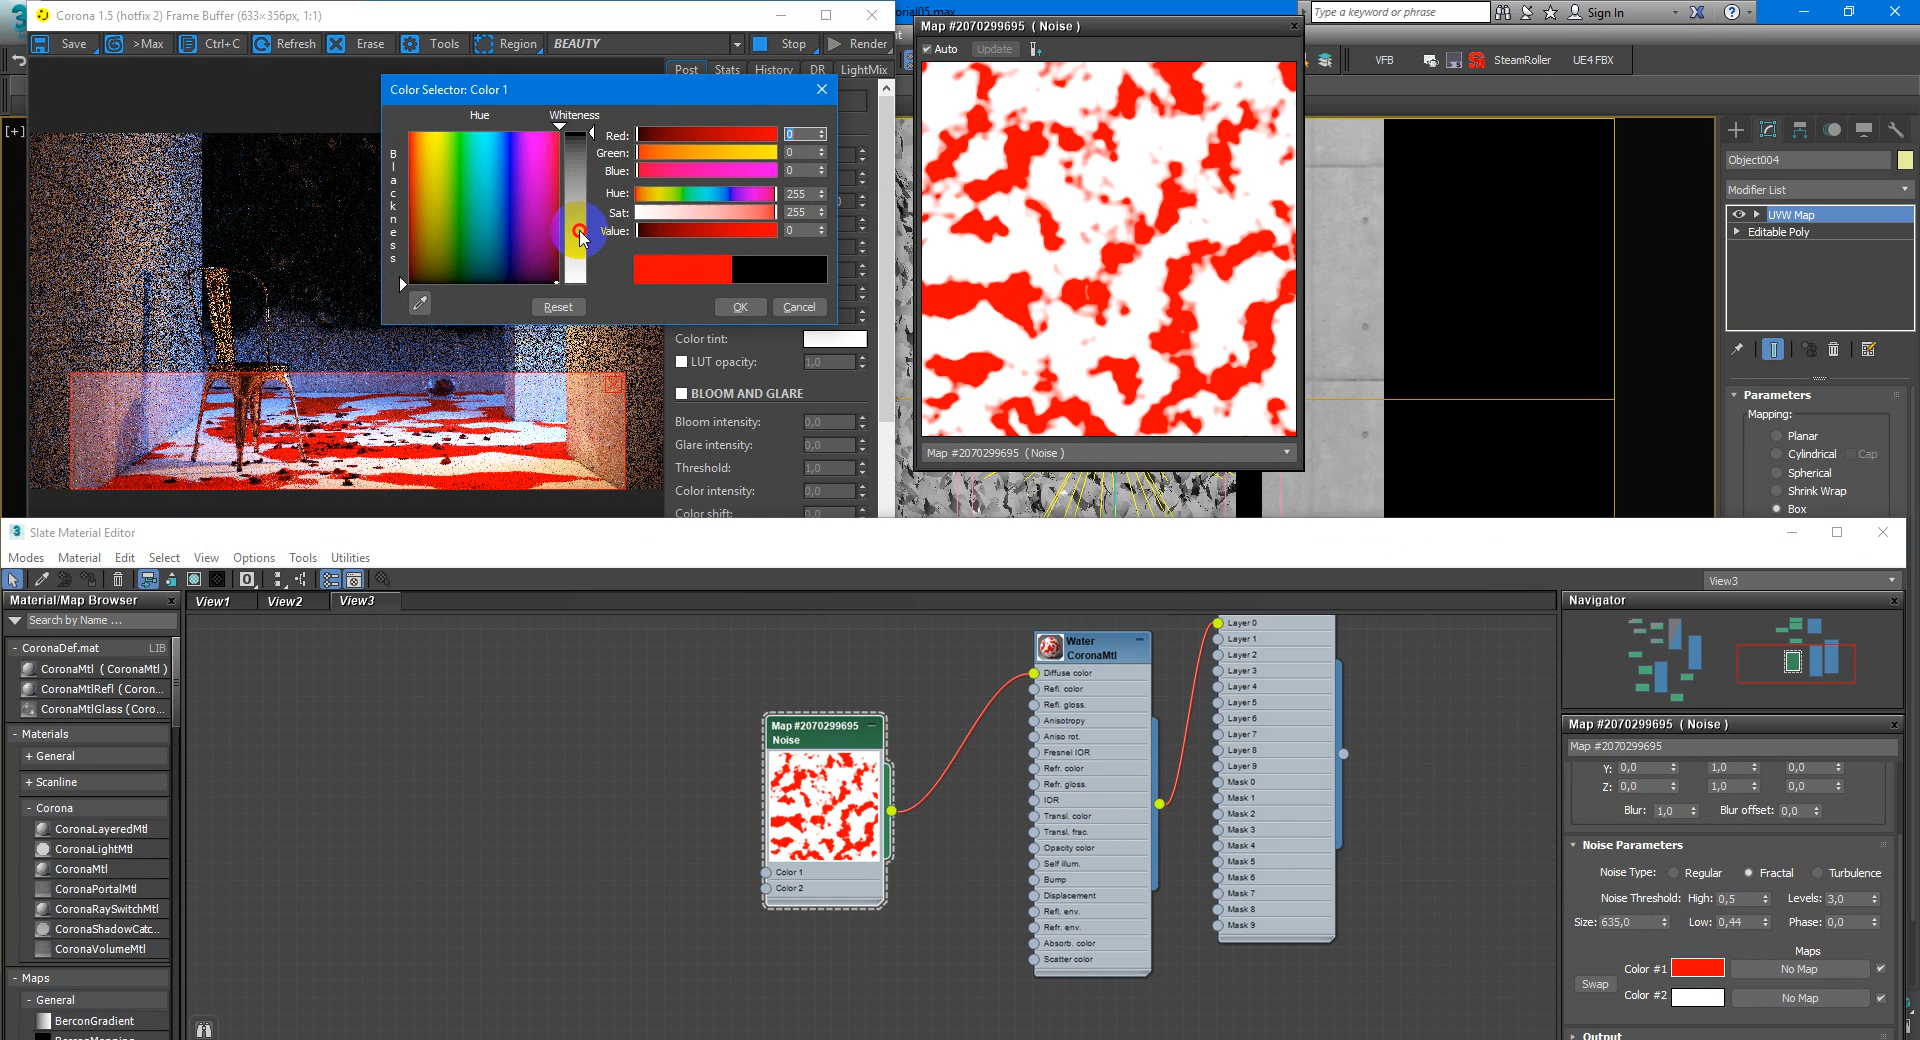 Corona 1.5 (hotfix 2) Frame Buffer (633×356px, 1:1)
Save
>Max
Ctrl+C
Refresh
Erase
Tools
Region
BEAUTY
Stop
Render
Post
Stats
History
DR
LightMix
Color Selector: Color 1
Hue
Whiteness
Blackness
Red:
0
Green:
0
Blue:
0
Hue:
255
Sat:
255
Value:
0
Reset
OK
Cancel
Color tint:
LUT opacity:
1,0
BLOOM AND GLARE
Bloom intensity:
0,0
Glare intensity:
0,0
Threshold:
1,0
Color intensity:
0,0
Color shift:
0,0
[+]
orial05.max
Map #2070299695 ( Noise )
Auto
Update
Map #2070299695 ( Noise )
Type a keyword or phrase
Sign In
VFB
SteamRoller
UE4 FBX
Object004
Modifier List
UVW Map
Editable Poly
Parameters
Mapping:
Planar
Cylindrical
Cap
Spherical
Shrink Wrap
Box
Slate Material Editor
Modes
Material
Edit
Select
View
Options
Tools
Utilities
View3
Material/Map Browser
Search by Name ...
- CoronaDef.mat
LIB
CoronaMtl ( CoronaMtl )
CoronaMtlRefl ( Coron...
CoronaMtlGlass ( Coro...
- Materials
+ General
+ Scanline
- Corona
CoronaLayeredMtl
CoronaLightMtl
CoronaMtl
CoronaPortalMtl
CoronaRaySwitchMtl
CoronaShadowCatc...
CoronaVolumeMtl
- Maps
- General
BerconGradient
View1
View2
View3
Map #2070299695
Noise
Color 1
Color 2
Water
CoronaMtl
Diffuse color
Refl. color
Refl. gloss.
Anisotropy
Aniso rot.
Fresnel IOR
Refr. color
Refr. gloss.
IOR
Transl. color
Transl. frac.
Opacity color
Self illum.
Bump
Displacement
Refl. env.
Refr. env.
Absorb. color
Scatter color
Layer 0
Layer 1
Layer 2
Layer 3
Layer 4
Layer 5
Layer 6
Layer 7
Layer 8
Layer 9
Mask 0
Mask 1
Mask 2
Mask 3
Mask 4
Mask 5
Mask 6
Mask 7
Mask 8
Mask 9
Navigator
Map #2070299695 ( Noise )
Map #2070299695
Y: 0,0 1,0 0,0
Z: 0,0 1,0 0,0
Blur: 1,0 Blur offset: 0,0
Noise Parameters
Noise Type: Regular Fractal Turbulence
Noise Threshold: High: 0,5 Levels: 3,0
Size: 635,0 Low: 0,44 Phase: 0,0
Maps
Color #1 No Map
Swap
Color #2 No Map
Output